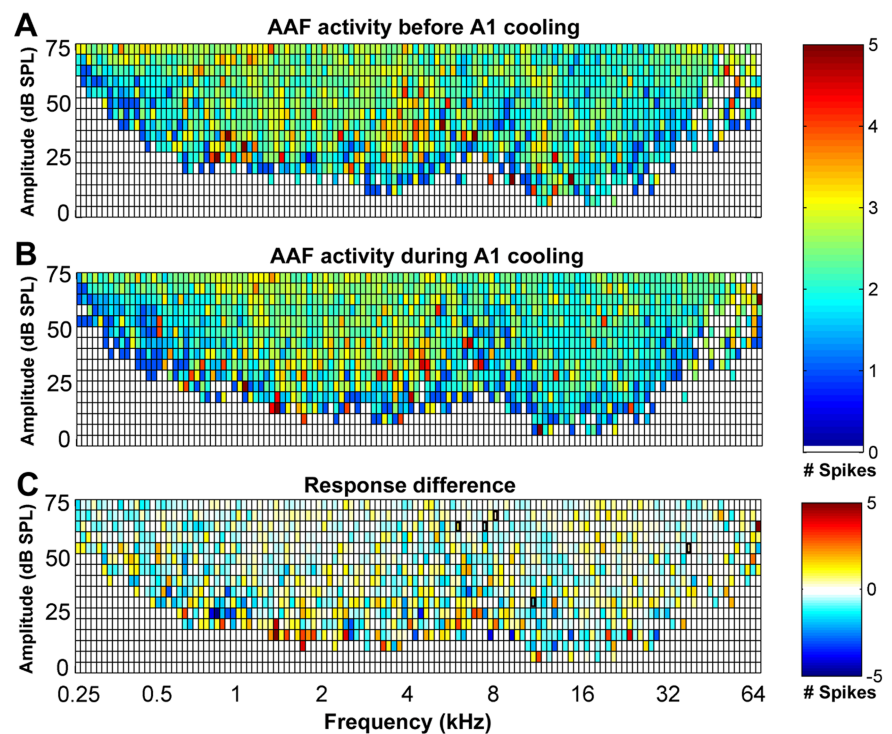 A
AAF activity before A1 cooling
75
50
25
0
Amplitude (dB SPL)
5
4
3
2
1
0
# Spikes
B
AAF activity during A1 cooling
75
50
25
0
Amplitude (dB SPL)
C
Response difference
75
50
25
0
Amplitude (dB SPL)
5
0
-5
# Spikes
0.25 0.5 1 2 4 8 16 32 64
Frequency (kHz)